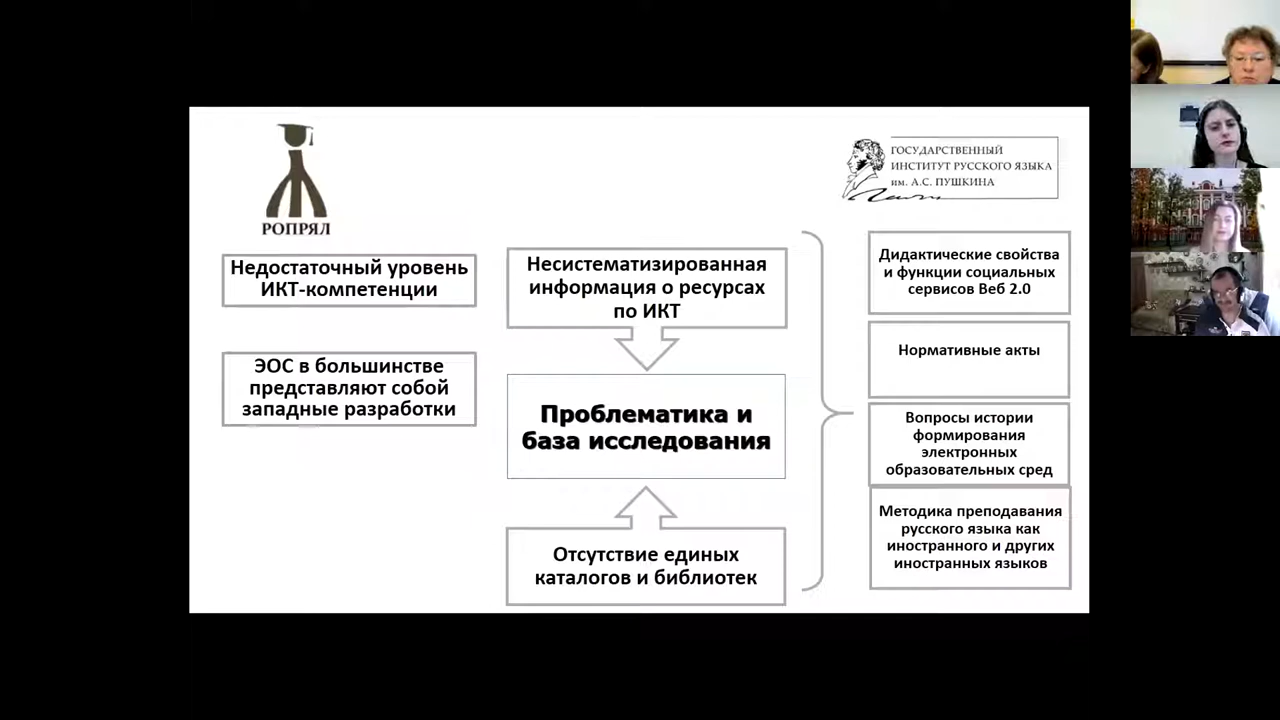 РОПРЯЛ
ГОСУДАРСТВЕННЫЙ
ИНСТИТУТ РУССКОГО ЯЗЫКА
им. А.С. ПУШКИНА
Недостаточный уровень
ИКТ-компетенции
ЭОС в большинстве
представляют собой
западные разработки
Несистематизированная
информация о ресурсах
по ИКТ
Проблематика и
база исследования
Отсутствие единых
каталогов и библиотек
Дидактические свойства
и функции социальных
сервисов Веб 2.0
Нормативные акты
Вопросы истории
формирования
электронных
образовательных сред
Методика преподавания
русского языка как
иностранного и других
иностранных языков